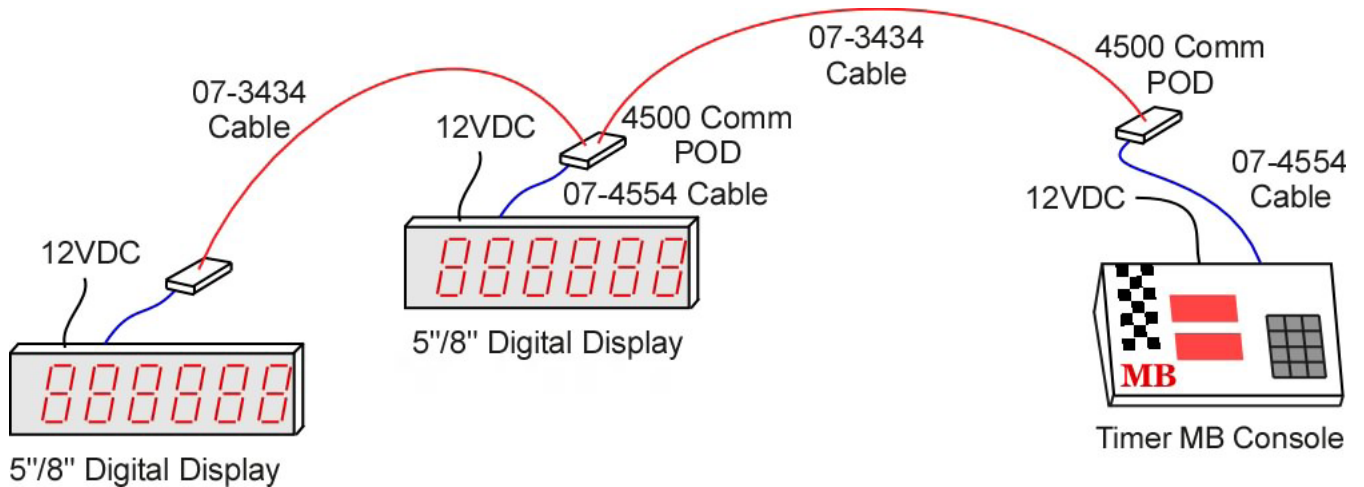 07-3434
Cable
12VDC
5"/8" Digital Display
12VDC
4500 Comm
POD
07-4554 Cable
5"/8" Digital Display
07-3434
Cable
4500 Comm
POD
07-4554
Cable
12VDC
MB
Timer MB Console